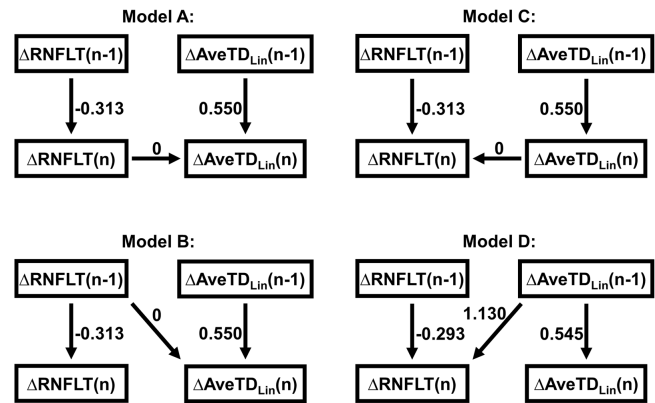 Model A:
ΔRNFLT(n-1) ΔAveTDLin(n-1)
-0.313 0.550
ΔRNFLT(n) 0 ΔAveTDLin(n)
Model C:
ΔRNFLT(n-1) ΔAveTDLin(n-1)
-0.313 0.550
ΔRNFLT(n) 0 ΔAveTDLin(n)
Model B:
ΔRNFLT(n-1) ΔAveTDLin(n-1)
-0.313 0 0.550
ΔRNFLT(n) ΔAveTDLin(n)
Model D:
ΔRNFLT(n-1) ΔAveTDLin(n-1)
-0.293 1.130 0.545
ΔRNFLT(n) ΔAveTDLin(n)